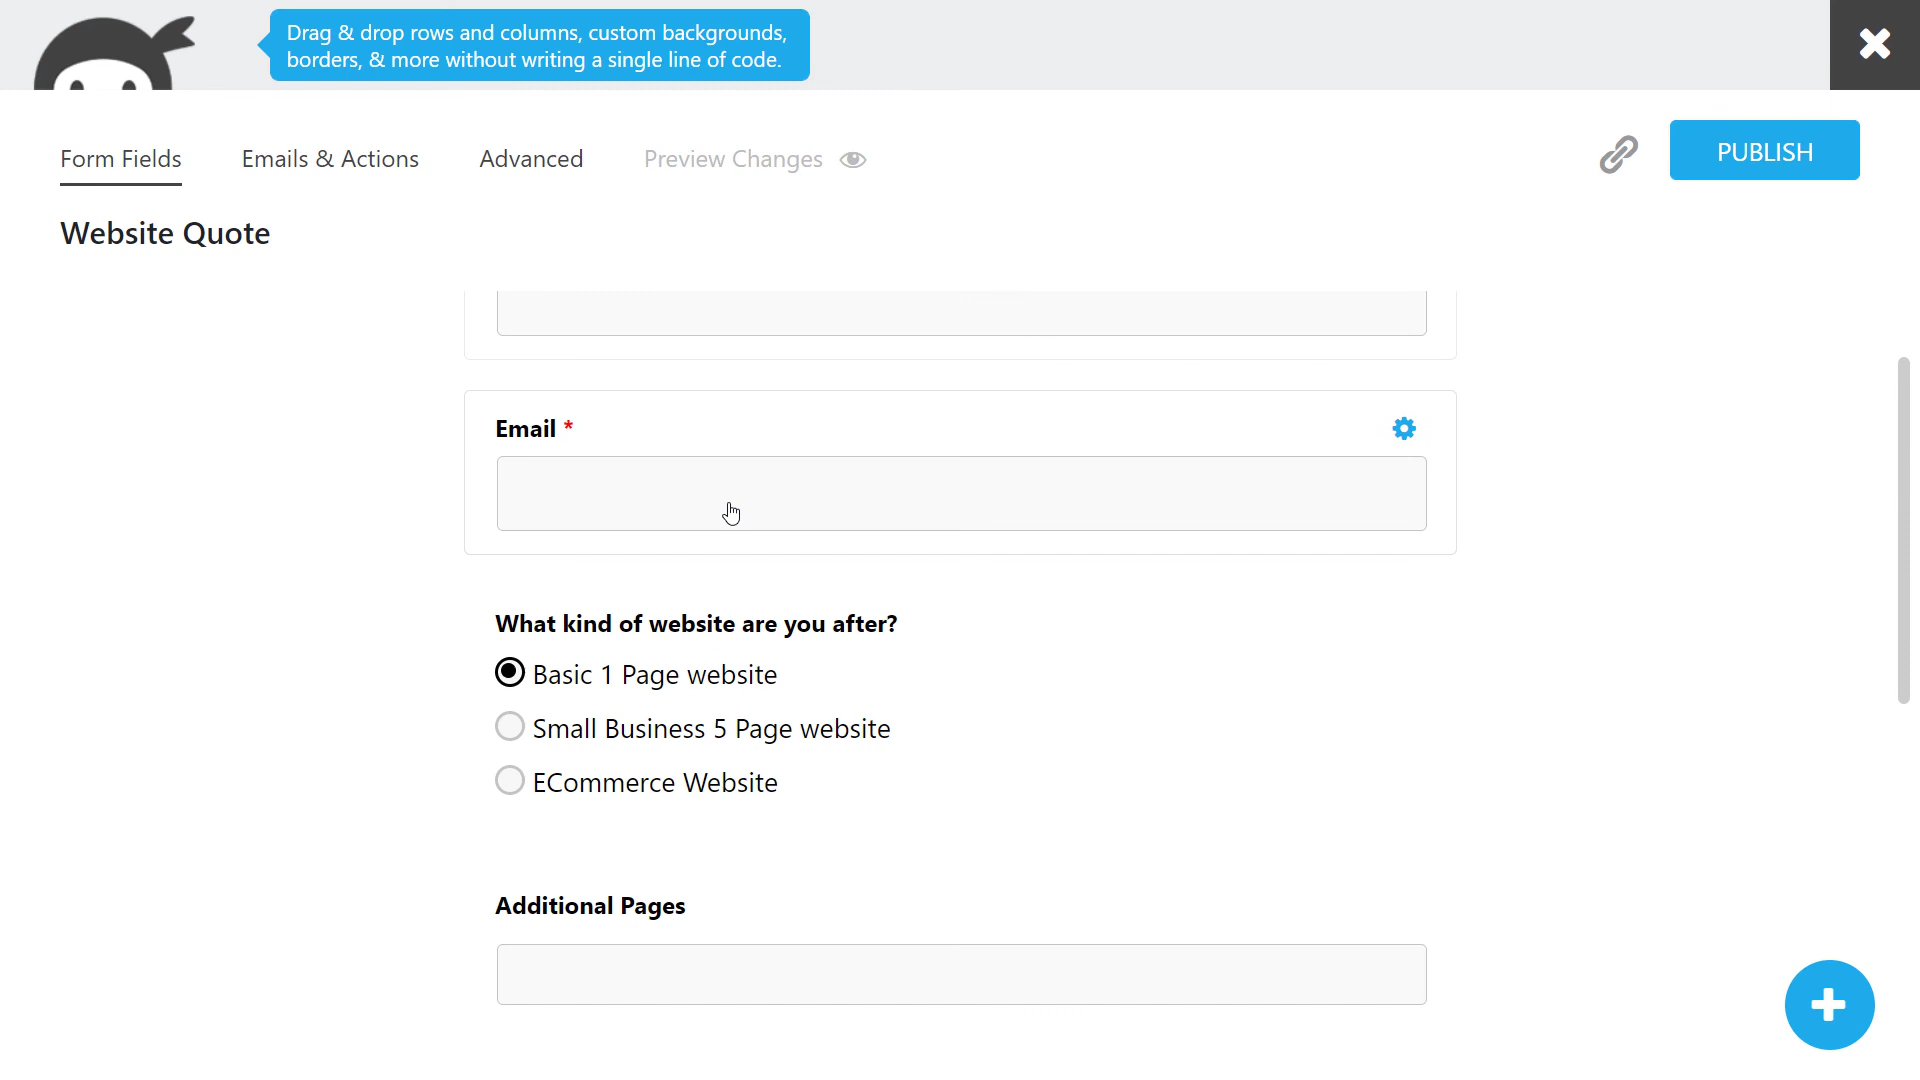 Drag & drop rows and columns, custom backgrounds,
borders, & more without writing a single line of code.
Form Fields
Emails & Actions
Advanced
Preview Changes
PUBLISH
Website Quote
Email *
What kind of website are you after?
Basic 1 Page website
Small Business 5 Page website
ECommerce Website
Additional Pages